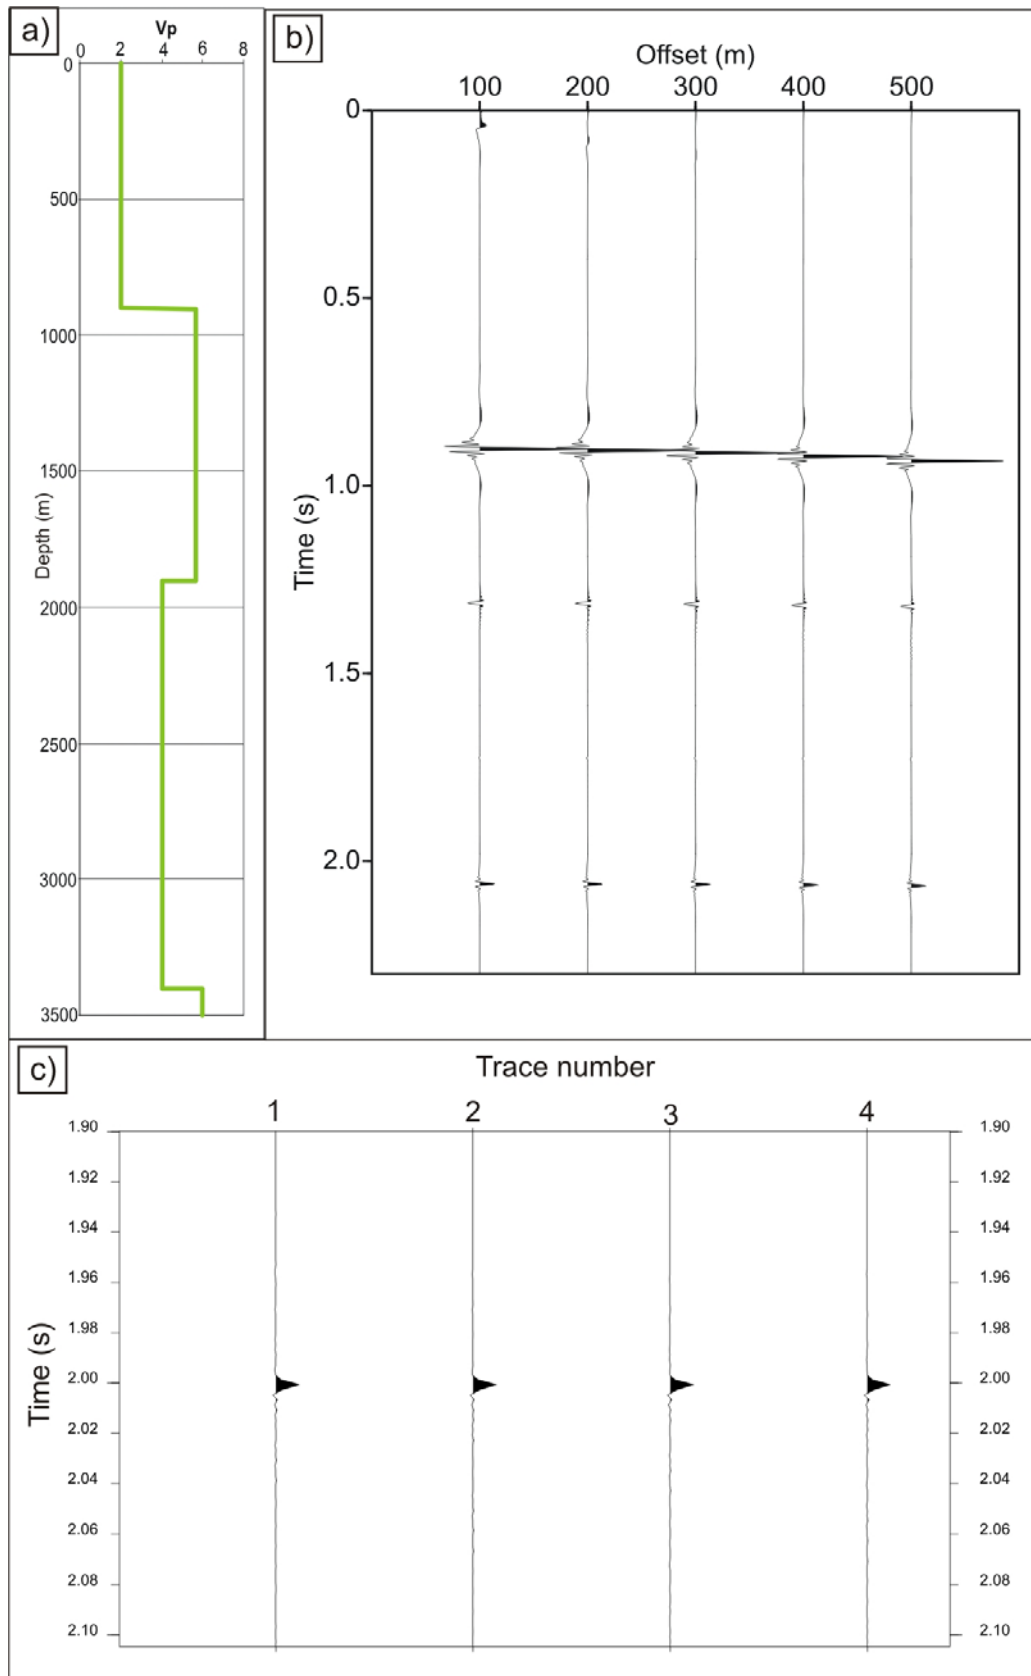 a)
Vp
0 2 4 6 8
0
500
1000
1500
2000
2500
3000
3500
Depth (m)
b)
Offset (m)
100 200 300 400 500
0
0.5
1.0
1.5
2.0
Time (s)
c)
Trace number
1 2 3 4
1.90 1.90
1.92 1.92
1.94 1.94
1.96 1.96
1.98 1.98
2.00 2.00
2.02 2.02
2.04 2.04
2.06 2.06
2.08 2.08
2.10 2.10
Time (s)